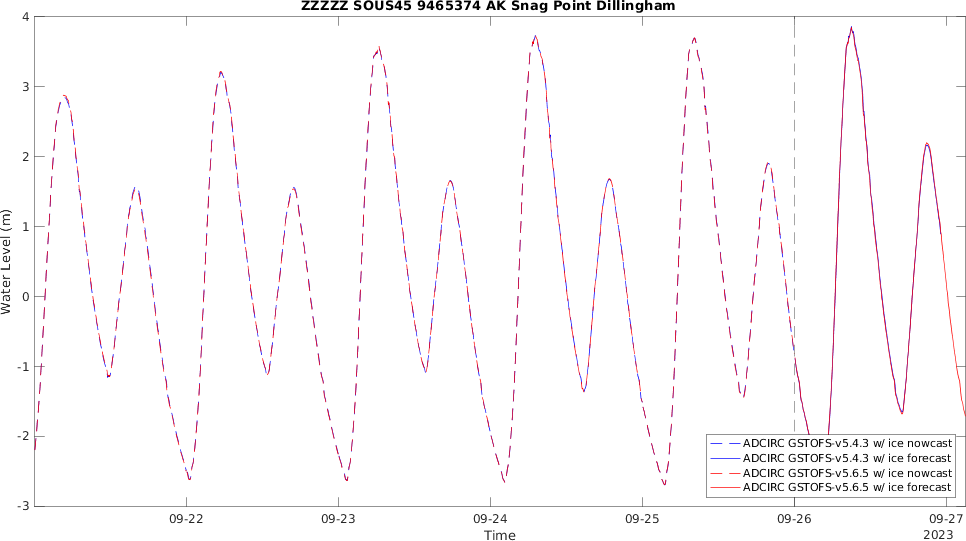 ZZZZZ SOUS45 9465374 AK Snag Point Dillingham
Water Level (m)
4
3
2
1
0
-1
-2
-3
ADCIRC GSTOFS-v5.4.3 w/ ice nowcast
ADCIRC GSTOFS-v5.4.3 w/ ice forecast
ADCIRC GSTOFS-v5.6.5 w/ ice nowcast
ADCIRC GSTOFS-v5.6.5 w/ ice forecast
09-22 09-23 09-24 09-25 09-26 09-27
Time 2023